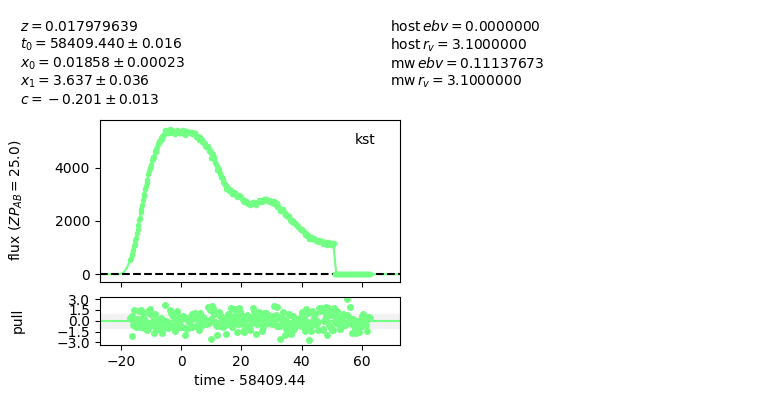 z = 0.017979639
t₀ = 58409.440 ± 0.016
x₀ = 0.01858 ± 0.00023
x₁ = 3.637 ± 0.036
c = −0.201 ± 0.013
host ebv = 0.0000000
host r_v = 3.1000000
mw ebv = 0.11137673
mw r_v = 3.1000000
kst
flux (ZP_AB = 25.0)
4000
2000
0
pull
3.0
1.5
0.0
−1.5
−3.0
−20
0
20
40
60
time - 58409.44